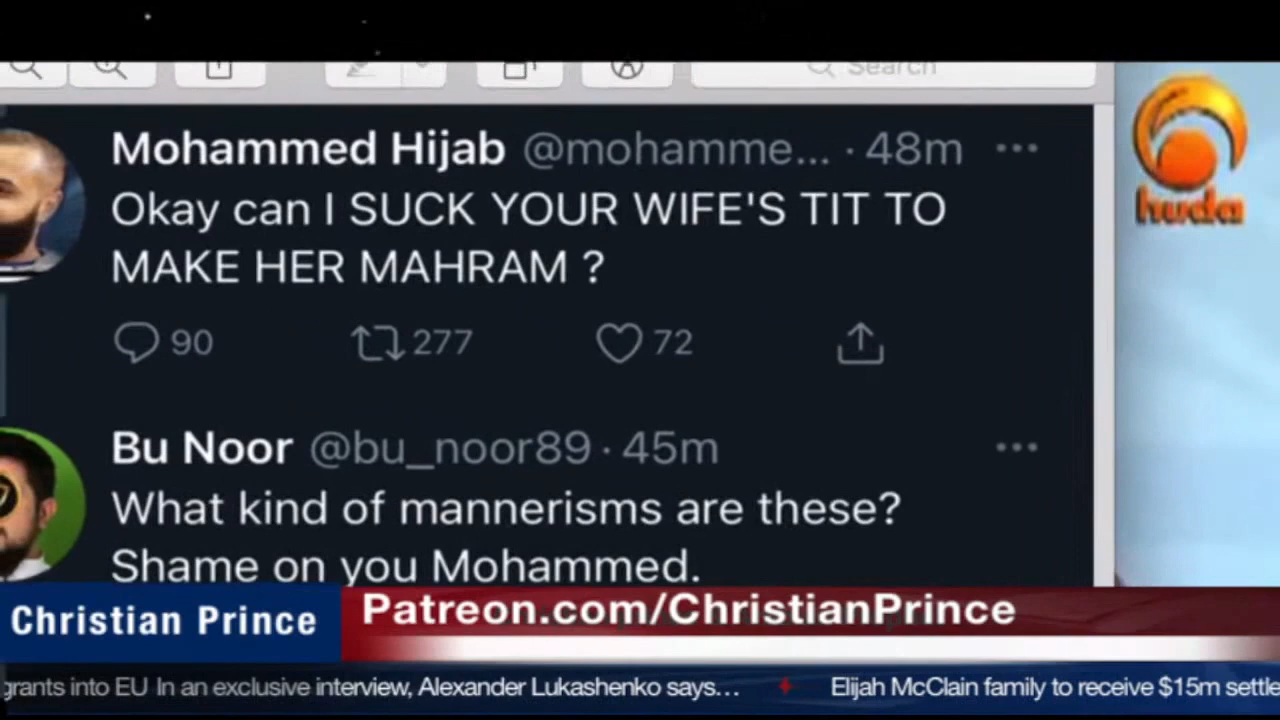 Search
Mohammed Hijab @mohamme... · 48m
Okay can I SUCK YOUR WIFE'S TIT TO
MAKE HER MAHRAM ?
90 277 72
huda
Bu Noor @bu_noor89 · 45m
What kind of mannerisms are these?
Shame on you Mohammed.
Christian Prince
Patreon.com/ChristianPrince
grants into EU In an exclusive interview, Alexander Lukashenko says… Elijah McClain family to receive $15m settle